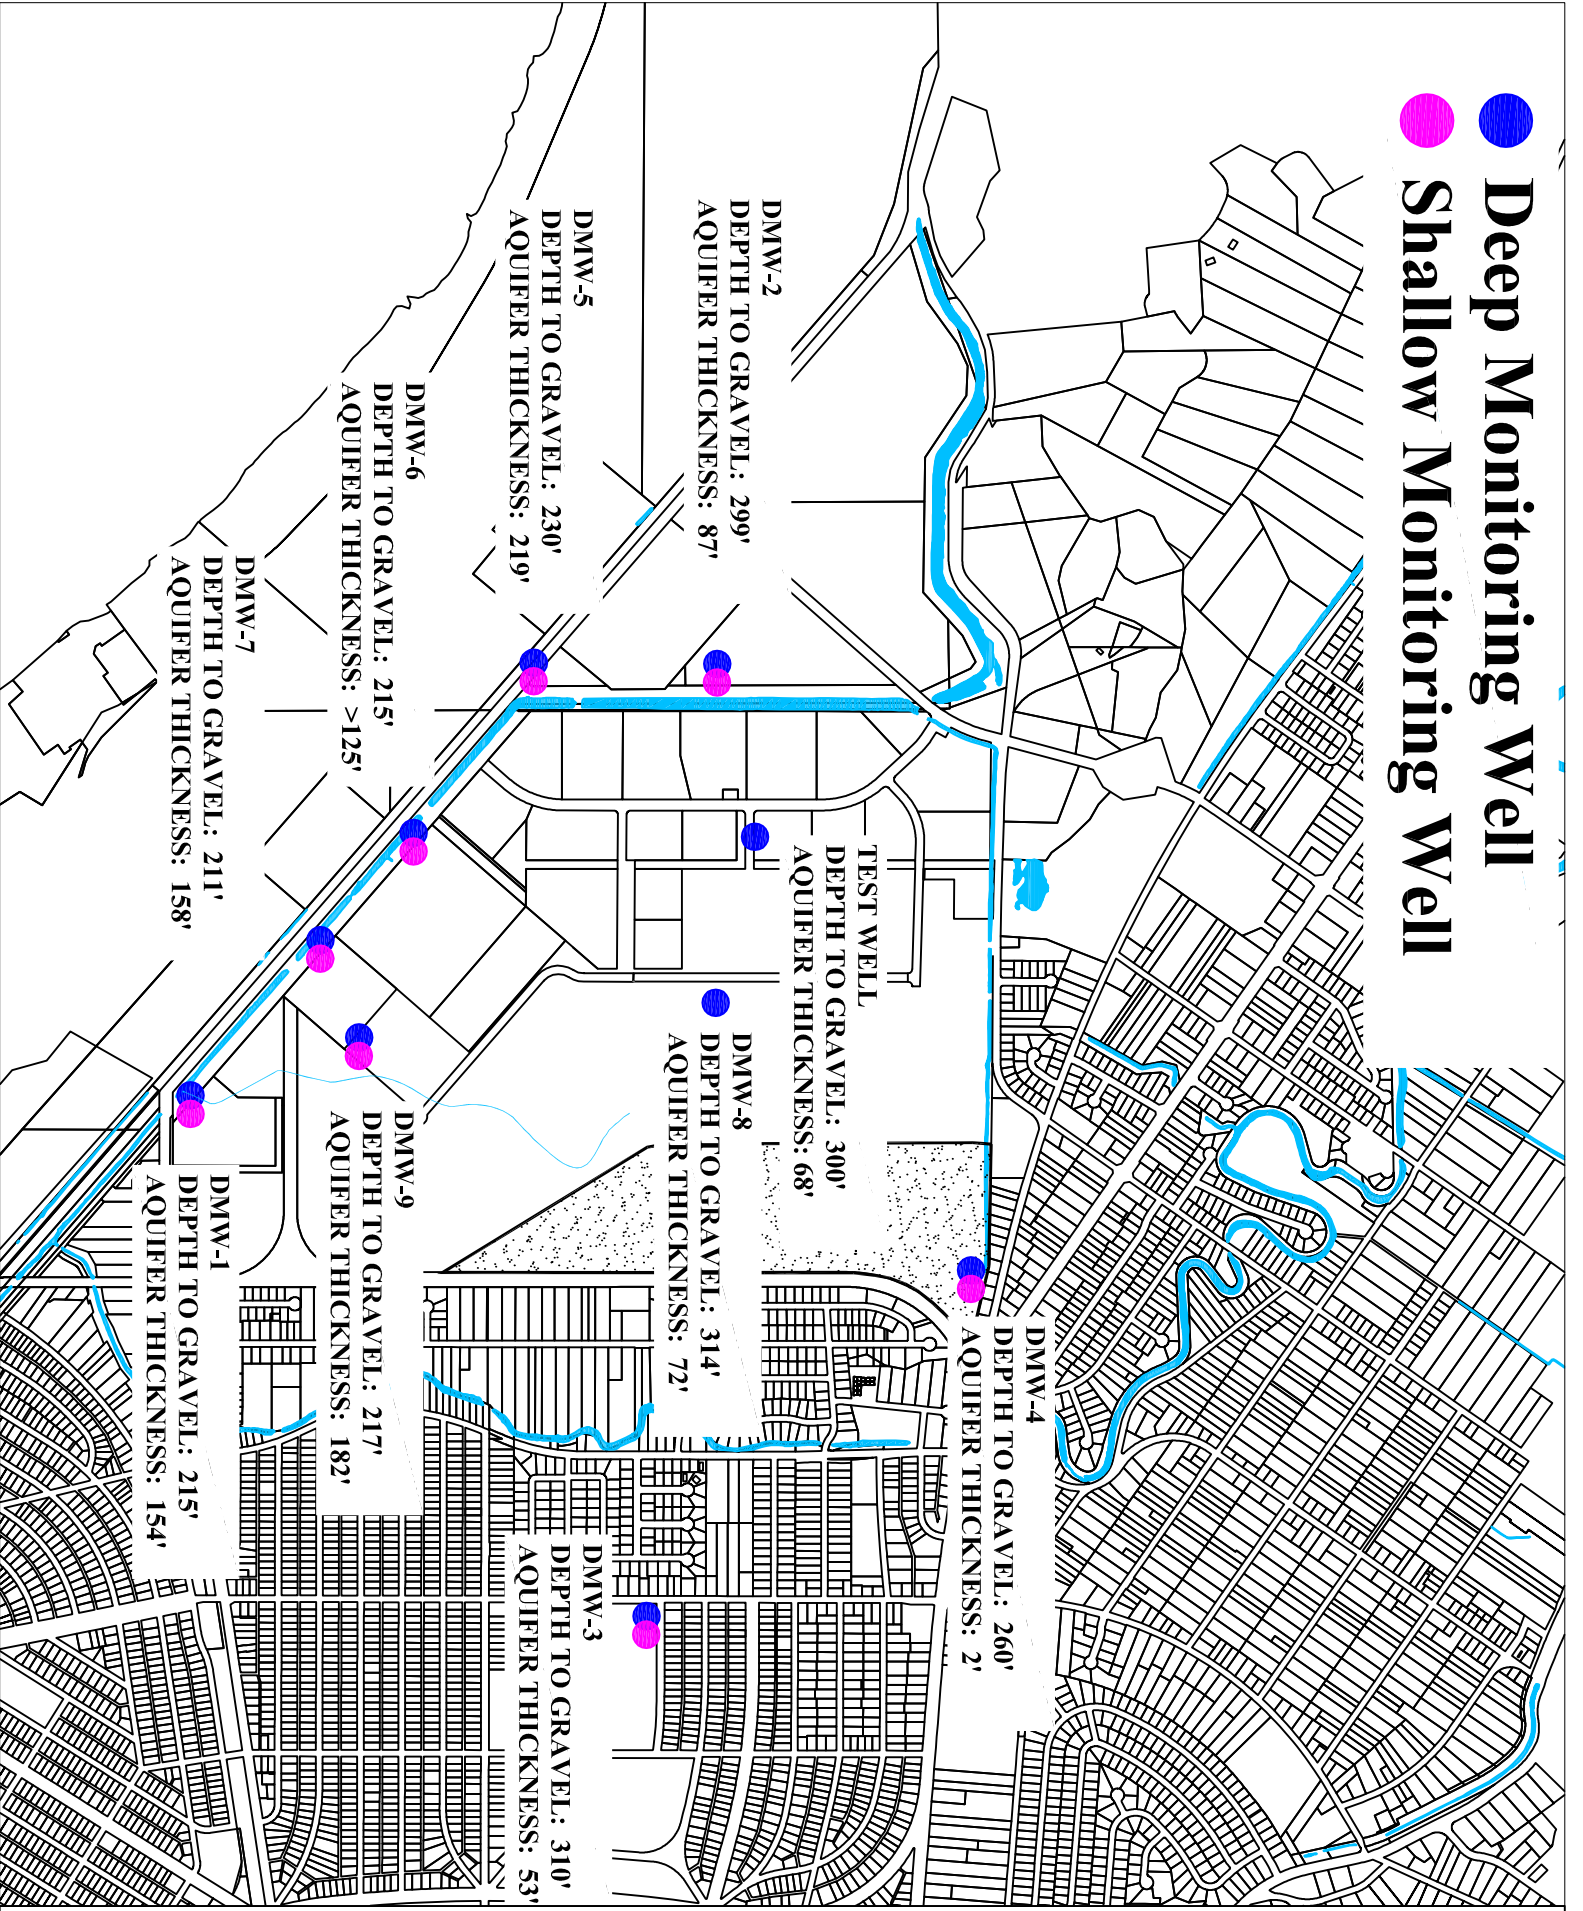 Deep Monitoring Well
Shallow Monitoring Well
DMW-2
DEPTH TO GRAVEL: 299'
AQUIFER THICKNESS: 87'
DMW-5
DEPTH TO GRAVEL: 230'
AQUIFER THICKNESS: 219'
DMW-6
DEPTH TO GRAVEL: 215'
AQUIFER THICKNESS: >125'
DMW-7
DEPTH TO GRAVEL: 211'
AQUIFER THICKNESS: 158'
TEST WELL
DEPTH TO GRAVEL: 300'
AQUIFER THICKNESS: 68'
DMW-8
DEPTH TO GRAVEL: 314'
AQUIFER THICKNESS: 72'
DMW-9
DEPTH TO GRAVEL: 217'
AQUIFER THICKNESS: 182'
DMW-1
DEPTH TO GRAVEL: 215'
AQUIFER THICKNESS: 154'
DMW-4
DEPTH TO GRAVEL: 260'
AQUIFER THICKNESS: 2'
DMW-3
DEPTH TO GRAVEL: 310'
AQUIFER THICKNESS: 53'